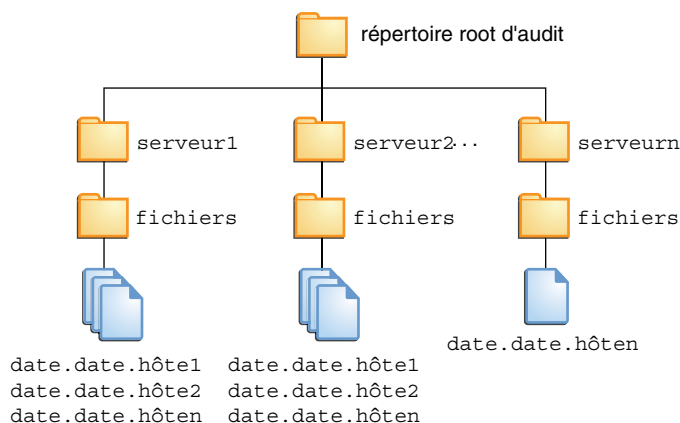 répertoire root d'audit
serveur1 serveur2... serveurn
fichiers fichiers fichiers
date.date.hôten
date.date.hôte1 date.date.hôte1
date.date.hôte2 date.date.hôte2
date.date.hôten date.date.hôten